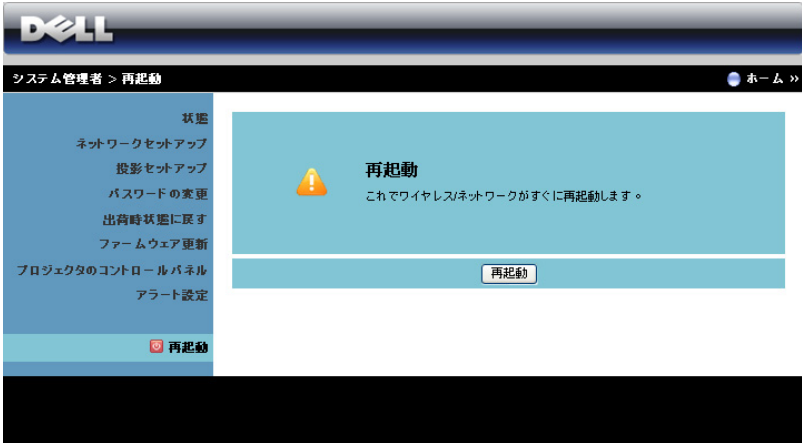 DELL
システム管理者 > 再起動
ホーム »
状態
ネットワークセットアップ
投影セットアップ
パスワードの変更
出荷時状態に戻す
ファームウェア更新
プロジェクタのコントロールパネル
アラート設定
再起動
再起動
これでワイヤレス/ネットワークがすぐに再起動します。
再起動